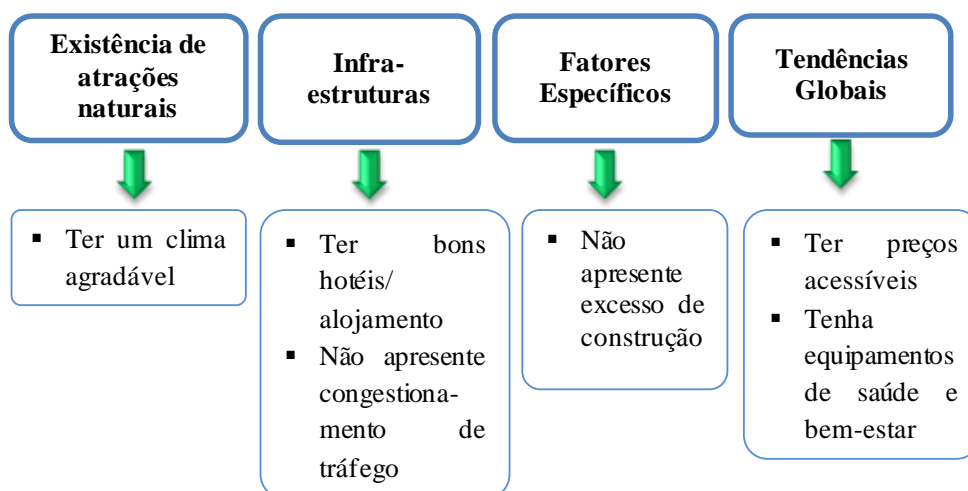 Existência de
atrações
naturais
Infra-
estruturas
Fatores
Específicos
Tendências
Globais
▪ Ter um clima
agradável
▪ Ter bons
hotéis/
alojamento
▪ Não apresente
congestiona-
mento de
tráfego
▪ Não
apresente
excesso de
construção
▪ Ter preços
acessíveis
▪ Tenha
equipamentos
de saúde e
bem-estar